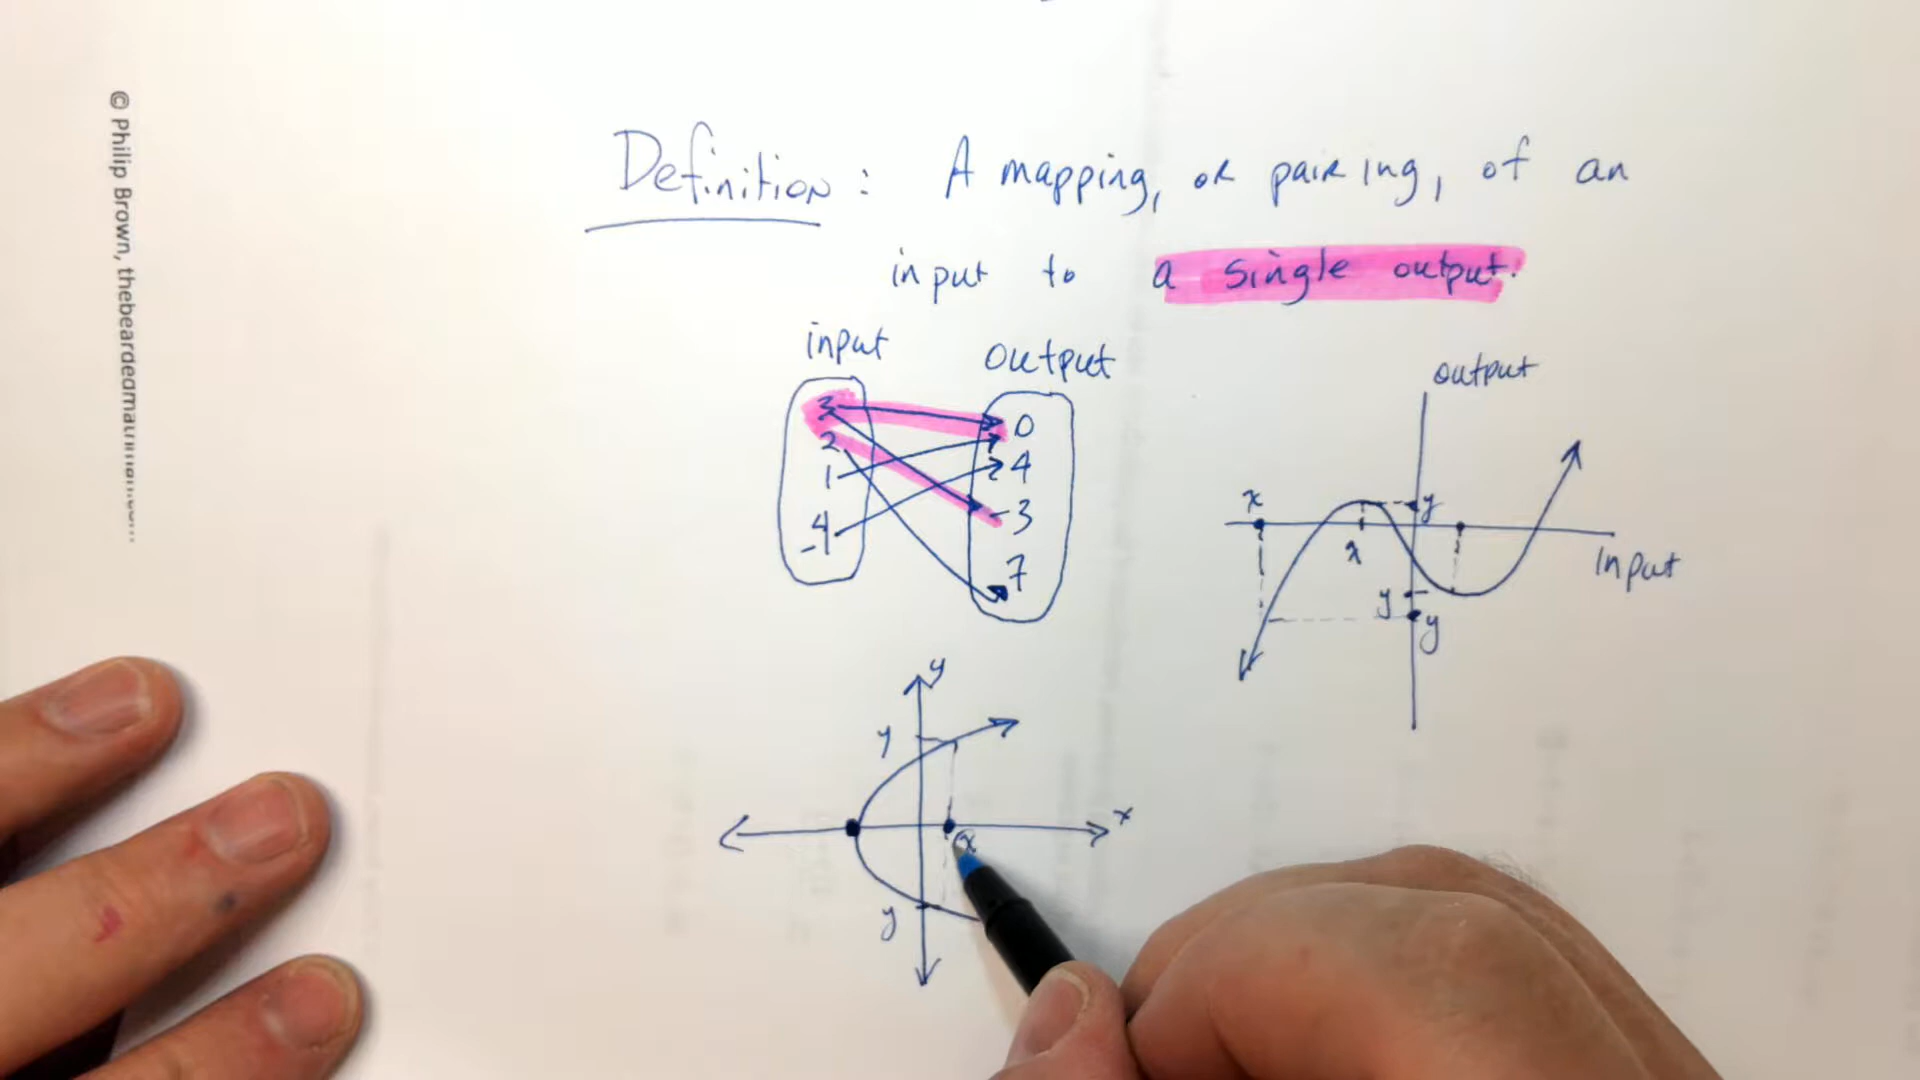 © Philip Brown, thebeardedmathman...
Definition: A mapping, or pairing, of an
input to a single output.
input
output
3
2
1
-4
0
4
-3
7
output
x
y
x
y
y
Input
y
y
x
x
y